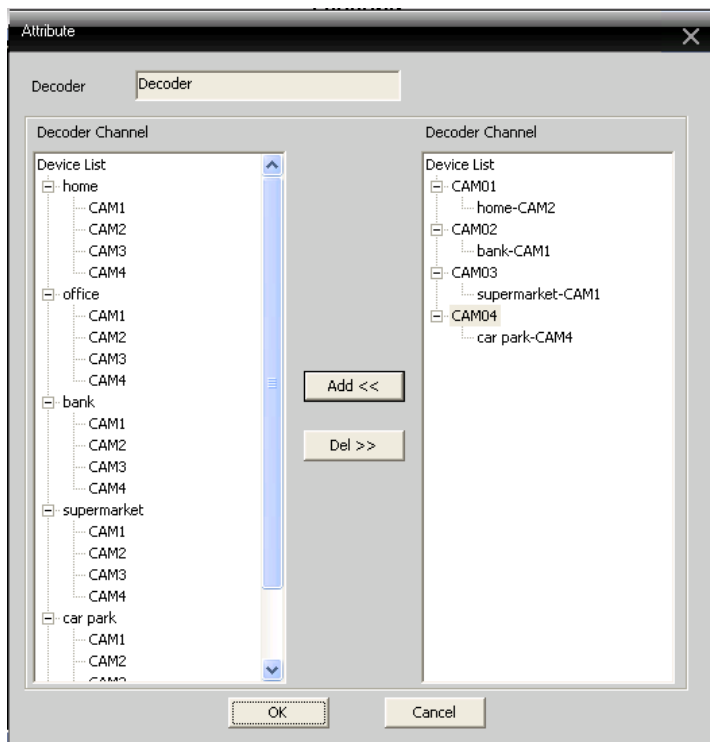 Attribute
Decoder
Decoder
Decoder Channel
Device List
home
CAM1
CAM2
CAM3
CAM4
office
CAM1
CAM2
CAM3
CAM4
bank
CAM1
CAM2
CAM3
CAM4
supermarket
CAM1
CAM2
CAM3
CAM4
car park
CAM1
CAM2
Add <<
Del >>
Decoder Channel
Device List
CAM01
home-CAM2
CAM02
bank-CAM1
CAM03
supermarket-CAM1
CAM04
car park-CAM4
OK
Cancel